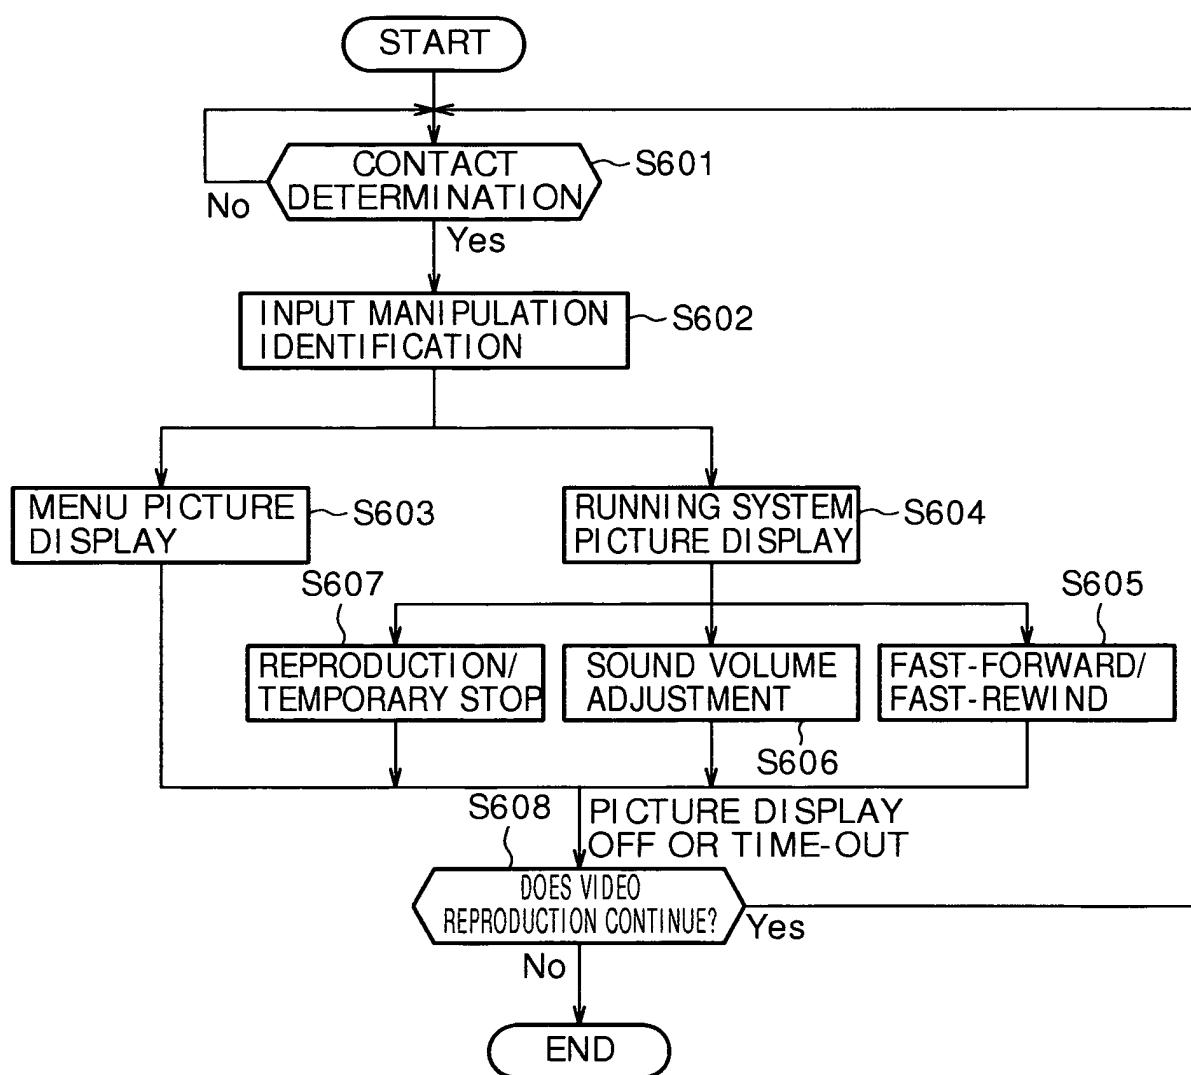 START
CONTACT
DETERMINATION
S601
No
Yes
INPUT MANIPULATION
IDENTIFICATION
S602
MENU PICTURE
DISPLAY
S603
RUNNING SYSTEM
PICTURE DISPLAY
S604
S607
S605
REPRODUCTION/
TEMPORARY STOP
SOUND VOLUME
ADJUSTMENT
FAST-FORWARD/
FAST-REWIND
S606
S608
PICTURE DISPLAY
OFF OR TIME-OUT
DOES VIDEO
REPRODUCTION CONTINUE?
Yes
No
END